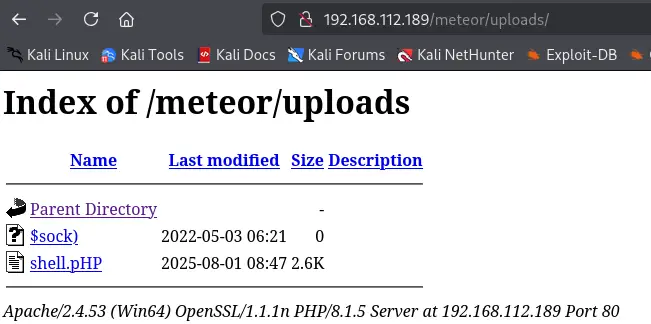 192.168.112.189/meteor/uploads/
Kali Linux Kali Tools Kali Docs Kali Forums Kali NetHunter Exploit-DB
Index of /meteor/uploads
Name Last modified Size Description
Parent Directory -
$sock) 2022-05-03 06:21 0
shell.pHP 2025-08-01 08:47 2.6K
Apache/2.4.53 (Win64) OpenSSL/1.1.1n PHP/8.1.5 Server at 192.168.112.189 Port 80